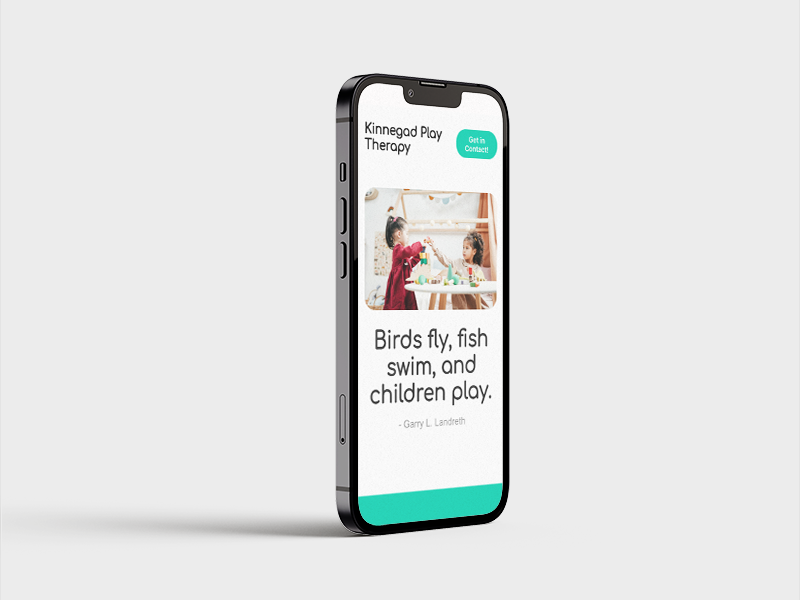 Kinnegad Play
Therapy
Get in
Contact!
Birds fly, fish
swim, and
children play.
- Garry L. Landreth